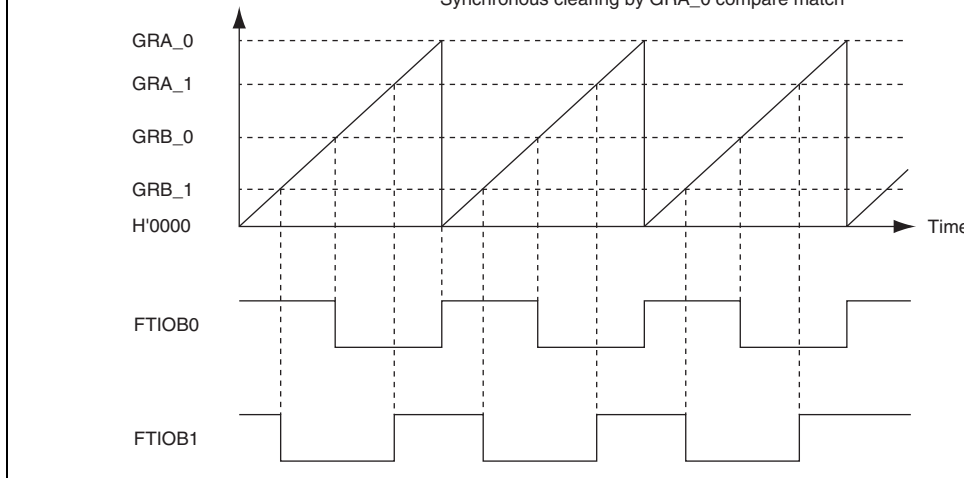 Synchronous clearing by GRA_0 compare match
GRA_0
GRA_1
GRB_0
GRB_1
H'0000
Time
FTIOB0
FTIOB1